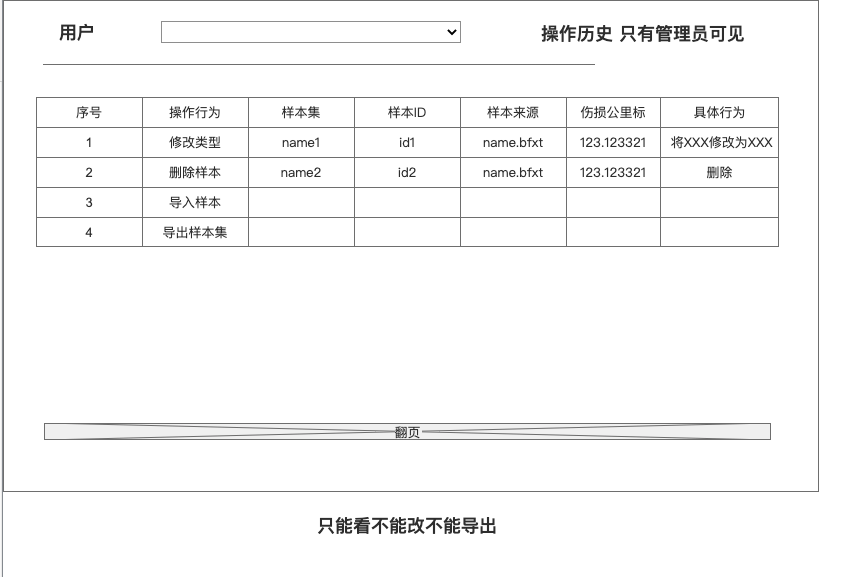 用户
操作历史 只有管理员可见
序号 操作行为 样本集 样本ID 样本来源 伤损公里标 具体行为
1 修改类型 name1 id1 name.bfxt 123.123321 将XXX修改为XXX
2 删除样本 name2 id2 name.bfxt 123.123321 删除
3 导入样本
4 导出样本集
翻页
只能看不能改不能导出